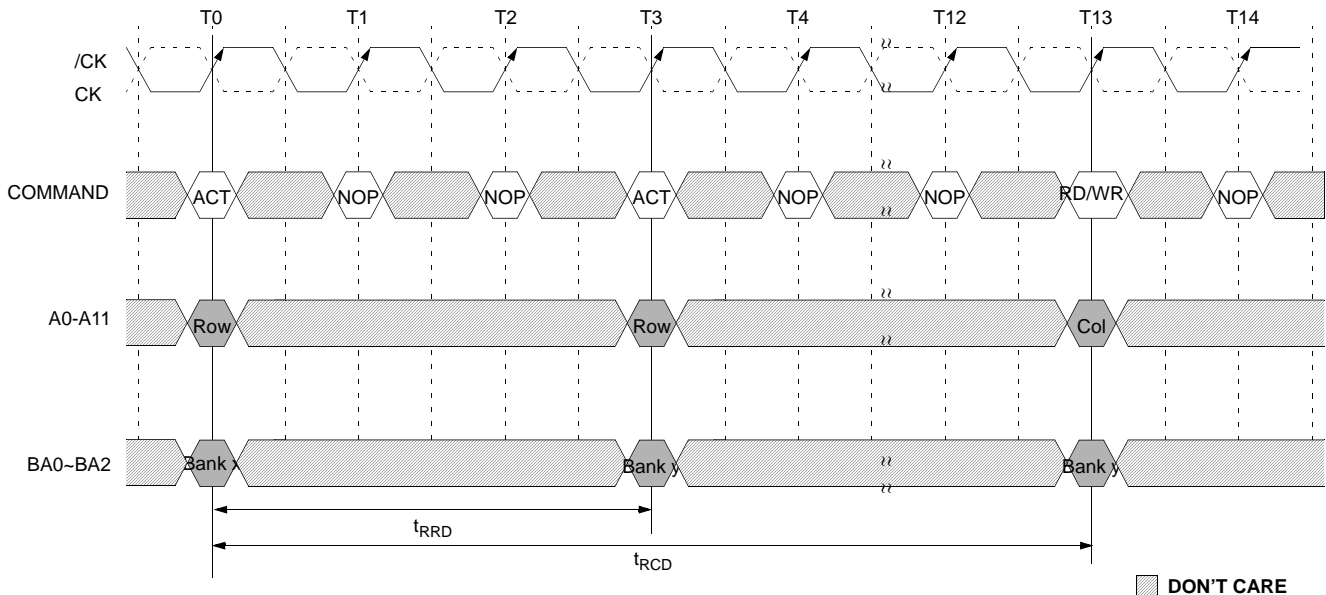 T0 T1 T2 T3 T4 T12 T13 T14
/CK
CK
COMMAND ACT NOP NOP ACT NOP NOP RD/WR NOP
A0-A11 Row Row Col
BA0~BA2 Bank x Bank y Bank y
tRRD
tRCD
DON'T CARE